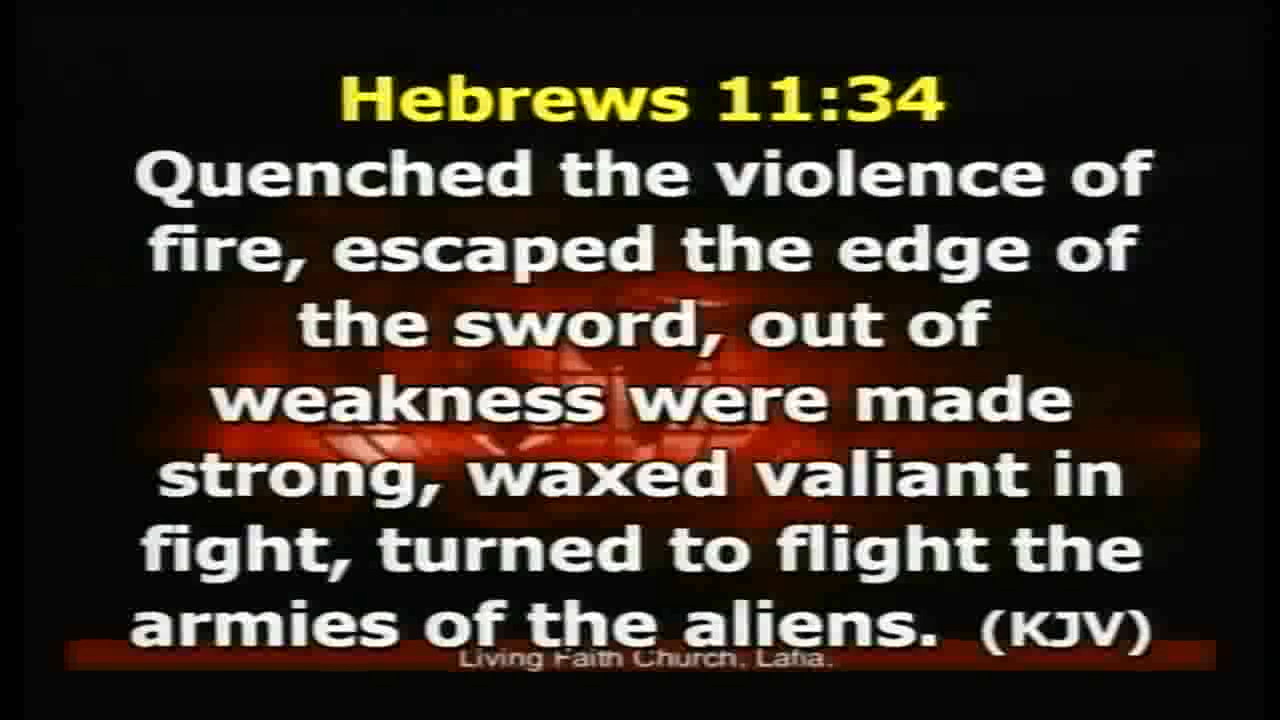 Hebrews 11:34
Quenched the violence of
fire, escaped the edge of
the sword, out of
weakness were made
strong, waxed valiant in
fight, turned to flight the
armies of the aliens. (KJV)
Living Faith Church, Lafia.